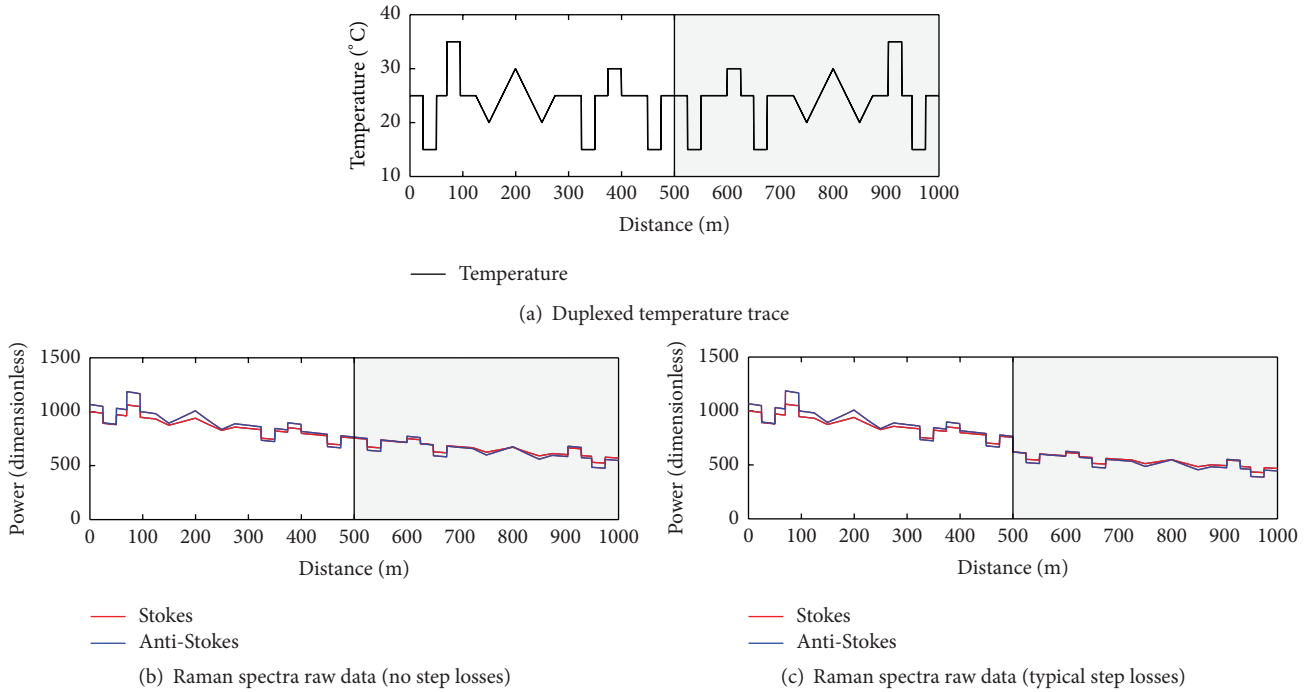 40
30
20
10
Temperature (°C)
0 100 200 300 400 500 600 700 800 900 1000
Distance (m)
Temperature
(a) Duplexed temperature trace
1500
1000
500
0
Power (dimensionless)
0 100 200 300 400 500 600 700 800 900 1000
Distance (m)
Stokes
Anti-Stokes
(b) Raman spectra raw data (no step losses)
1500
1000
500
0
Power (dimensionless)
0 100 200 300 400 500 600 700 800 900 1000
Distance (m)
Stokes
Anti-Stokes
(c) Raman spectra raw data (typical step losses)